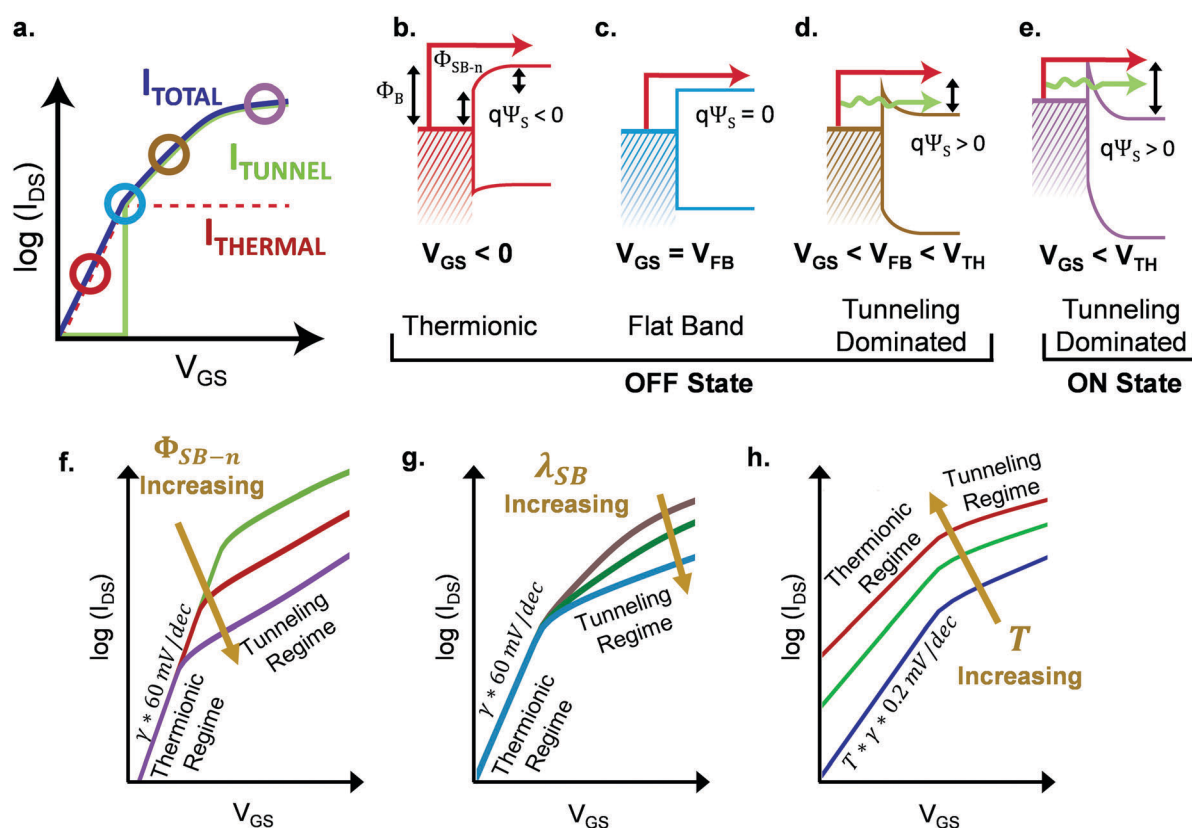 a.
log (I_DS)
I_TOTAL
I_TUNNEL
I_THERMAL
V_GS
b.
Φ_B
Φ_SB-n
qΨ_S < 0
V_GS < 0
Thermionic
c.
qΨ_S = 0
V_GS = V_FB
Flat Band
d.
qΨ_S > 0
V_GS < V_FB < V_TH
Tunneling
Dominated
OFF State
e.
qΨ_S > 0
V_GS < V_TH
Tunneling
Dominated
ON State
f.
Φ_SB−n
Increasing
log (I_DS)
γ * 60 mV/dec
Thermionic
Regime
Tunneling
Regime
V_GS
g.
λ_SB
Increasing
log (I_DS)
γ * 60 mV/dec
Thermionic
Regime
Tunneling
Regime
V_GS
h.
Tunneling
Regime
Thermionic
Regime
log (I_DS)
T * γ * 0.2 mV/dec
T
Increasing
V_GS